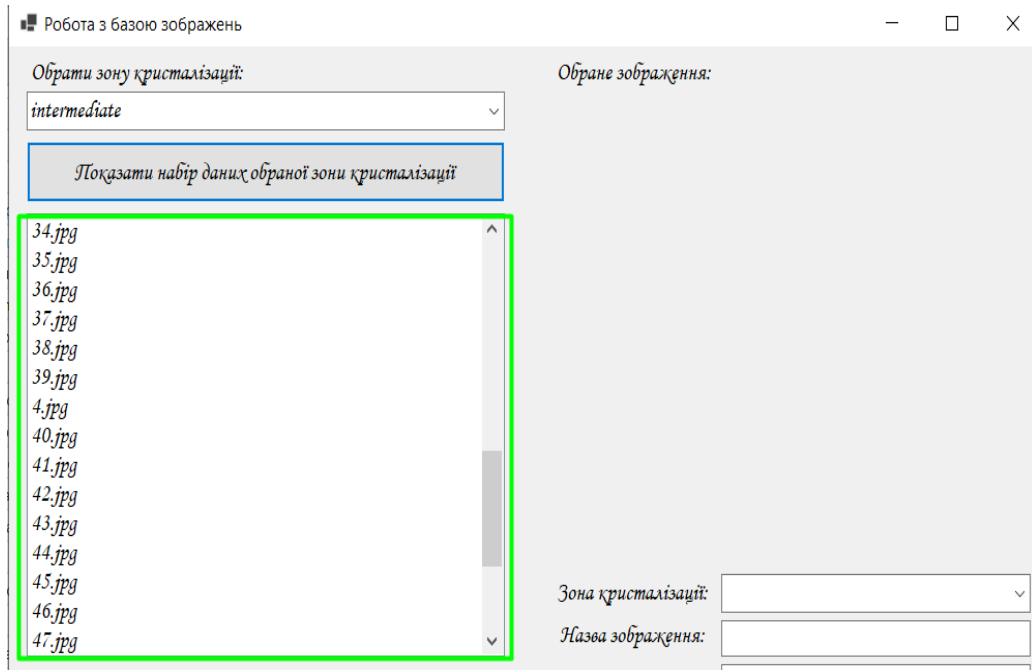 Робота з базою зображень
Обрати зону кристалізації:
intermediate
Показати набір даних обраної зони кристалізації
34.jpg
35.jpg
36.jpg
37.jpg
38.jpg
39.jpg
4.jpg
40.jpg
41.jpg
42.jpg
43.jpg
44.jpg
45.jpg
46.jpg
47.jpg
Обране зображення:
Зона кристалізації:
Назва зображення: